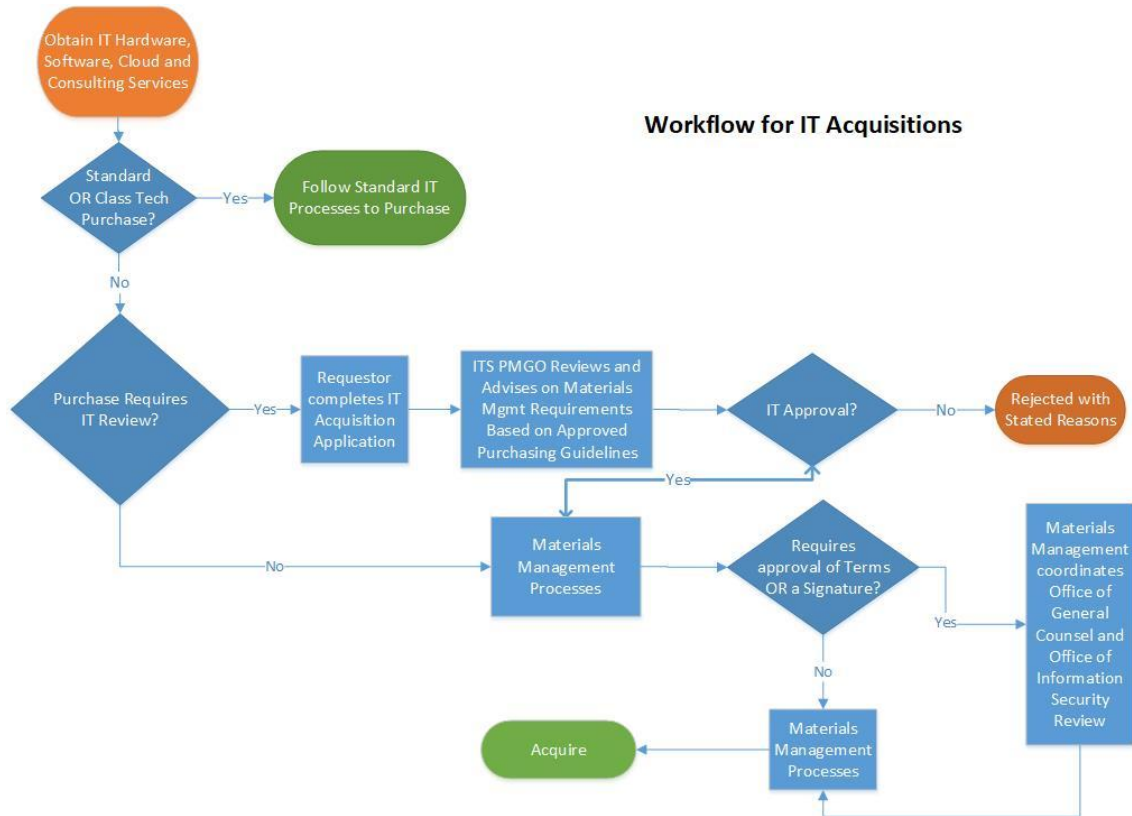 Obtain IT Hardware,
Software, Cloud and
Consulting Services
Workflow for IT Acquisitions
Standard
OR Class Tech
Purchase?
Yes
Follow Standard IT
Processes to Purchase
No
Purchase Requires
IT Review?
Yes
Requestor
completes IT
Acquisition
Application
ITS PMGO Reviews and
Advises on Materials
Mgmt Requirements
Based on Approved
Purchasing Guidelines
IT Approval?
No
Rejected with
Stated Reasons
Yes
No
Materials
Management
Processes
Requires
approval of Terms
OR a Signature?
Yes
Materials
Management
coordinates
Office of
General
Counsel and
Office of
Information
Security
Review
No
Materials
Management
Processes
Acquire